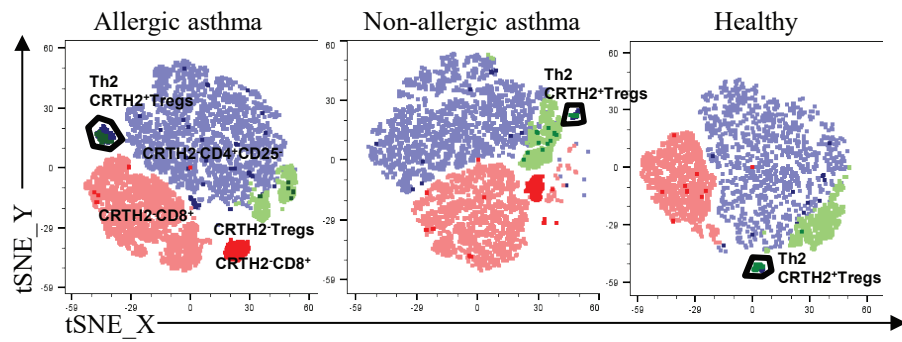 Allergic asthma
Non-allergic asthma
Healthy
tSNE_Y
60
30
0
-29
-59
-59
-29
0
30
60
Th2
CRTH2⁺Tregs
CRTH2⁻CD4⁺CD25⁻
CRTH2⁻CD8⁺
CRTH2⁻Tregs
CRTH2⁻CD8⁺
60
30
0
-29
-59
-59
-29
0
30
60
Th2
CRTH2⁺Tregs
60
30
0
-29
-59
-59
-29
0
30
60
Th2
CRTH2⁺Tregs
tSNE_X